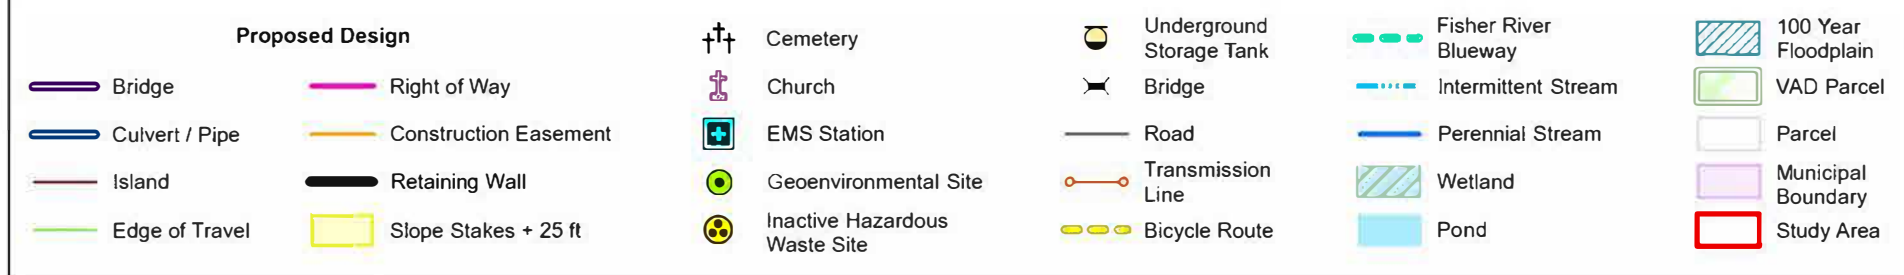 Proposed Design
Bridge
Culvert / Pipe
Island
Edge of Travel
Right of Way
Construction Easement
Retaining Wall
Slope Stakes + 25 ft
Cemetery
Church
EMS Station
Geoenvironmental Site
Inactive Hazardous
Waste Site
Underground
Storage Tank
Bridge
Road
Transmission
Line
Bicycle Route
Fisher River
Blueway
Intermittent Stream
Perennial Stream
Wetland
Pond
100 Year
Floodplain
VAD Parcel
Parcel
Municipal
Boundary
Study Area